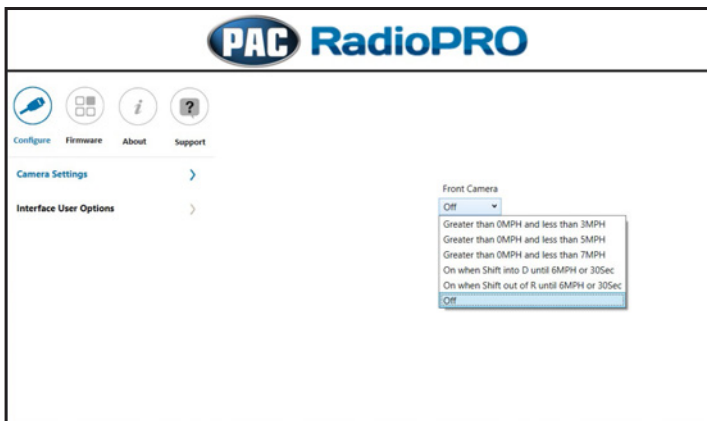 PAC RadioPRO
i
?
Configure Firmware About Support
Camera Settings
Interface User Options
Front Camera
Off
Greater than 0MPH and less than 3MPH
Greater than 0MPH and less than 5MPH
Greater than 0MPH and less than 7MPH
On when Shift into D until 6MPH or 30Sec
On when Shift out of R until 6MPH or 30Sec
Off